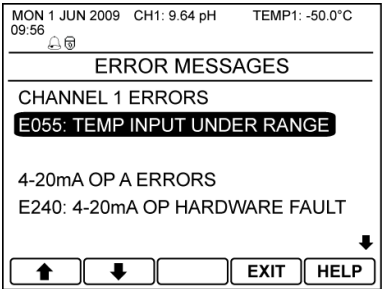 MON 1 JUN 2009 CH1: 9.64 pH TEMP1: -50.0°C
09:56
ERROR MESSAGES
CHANNEL 1 ERRORS
E055: TEMP INPUT UNDER RANGE
4-20mA OP A ERRORS
E240: 4-20mA OP HARDWARE FAULT
EXIT HELP